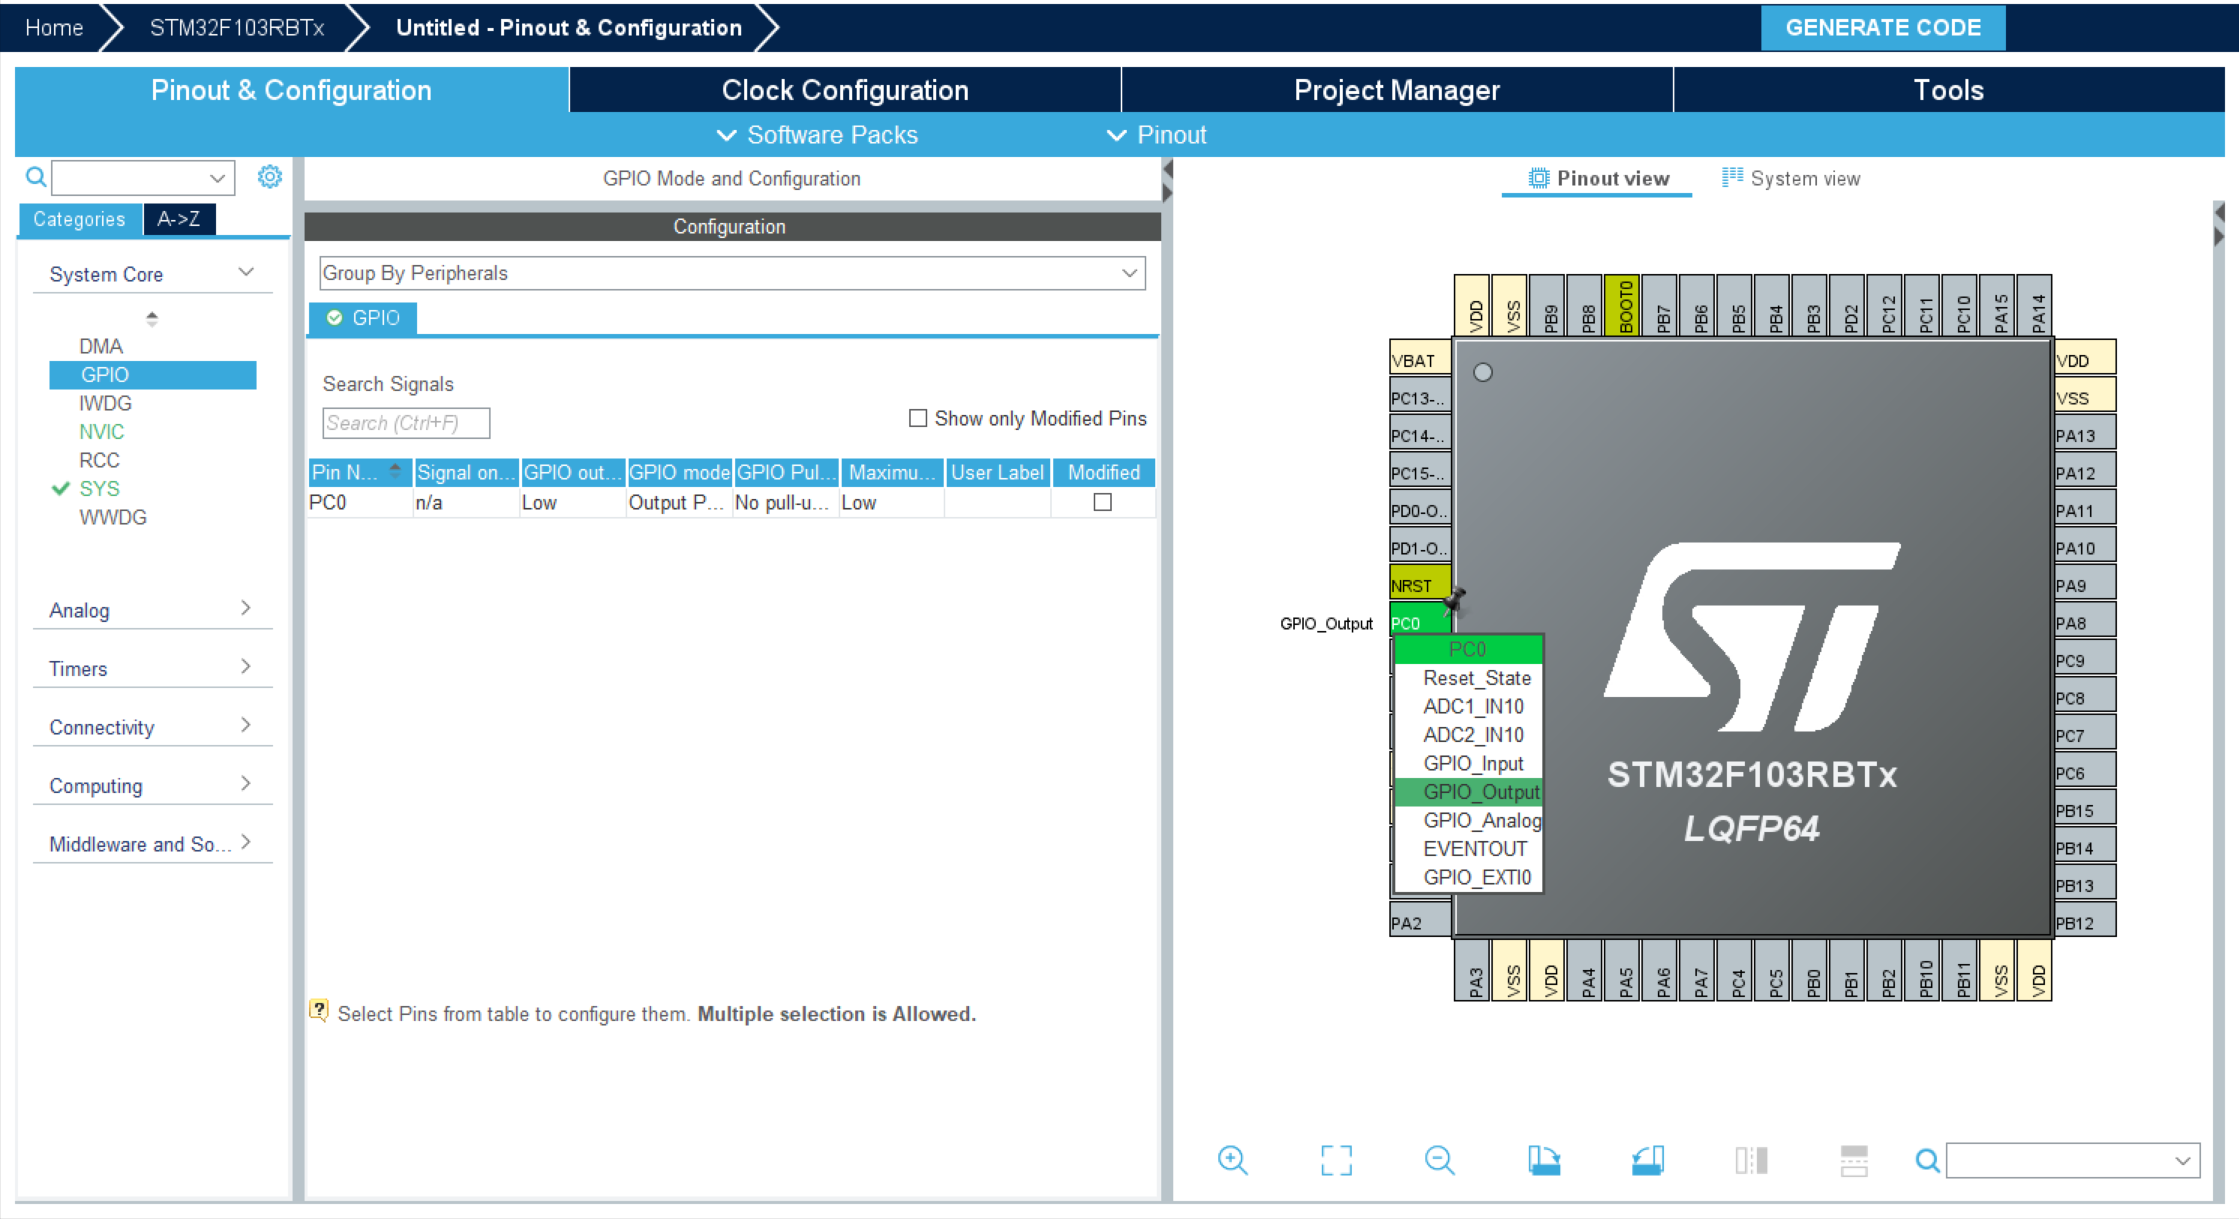 Home
STM32F103RBTx
Untitled - Pinout & Configuration
GENERATE CODE
Pinout & Configuration
Clock Configuration
Project Manager
Tools
Software Packs
Pinout
Categories
A->Z
System Core
DMA
GPIO
IWDG
NVIC
RCC
SYS
WWDG
Analog
Timers
Connectivity
Computing
Middleware and So...
GPIO Mode and Configuration
Configuration
Group By Peripherals
GPIO
Search Signals
Search (Ctrl+F)
Show only Modified Pins
Pin N... Signal on... GPIO out... GPIO mode GPIO Pul... Maximu... User Label Modified
PC0 n/a Low Output P... No pull-u... Low
Select Pins from table to configure them. Multiple selection is Allowed.
Pinout view
System view
VDD
VSS
PB9
PB8
BOOT0
PB7
PB6
PB5
PB4
PB3
PD2
PC12
PC11
PC10
PA15
PA14
VBAT
PC13-..
PC14-..
PC15-..
PD0-O..
PD1-O..
NRST
GPIO_Output
PC0
PC0
Reset_State
ADC1_IN10
ADC2_IN10
GPIO_Input
GPIO_Output
GPIO_Analog
EVENTOUT
GPIO_EXTI0
PA2
ST
STM32F103RBTx
LQFP64
VDD
VSS
PA13
PA12
PA11
PA10
PA9
PA8
PC9
PC8
PC7
PC6
PB15
PB14
PB13
PB12
PA3
VSS
VDD
PA4
PA5
PA6
PA7
PC4
PC5
PB0
PB1
PB2
PB10
PB11
VSS
VDD